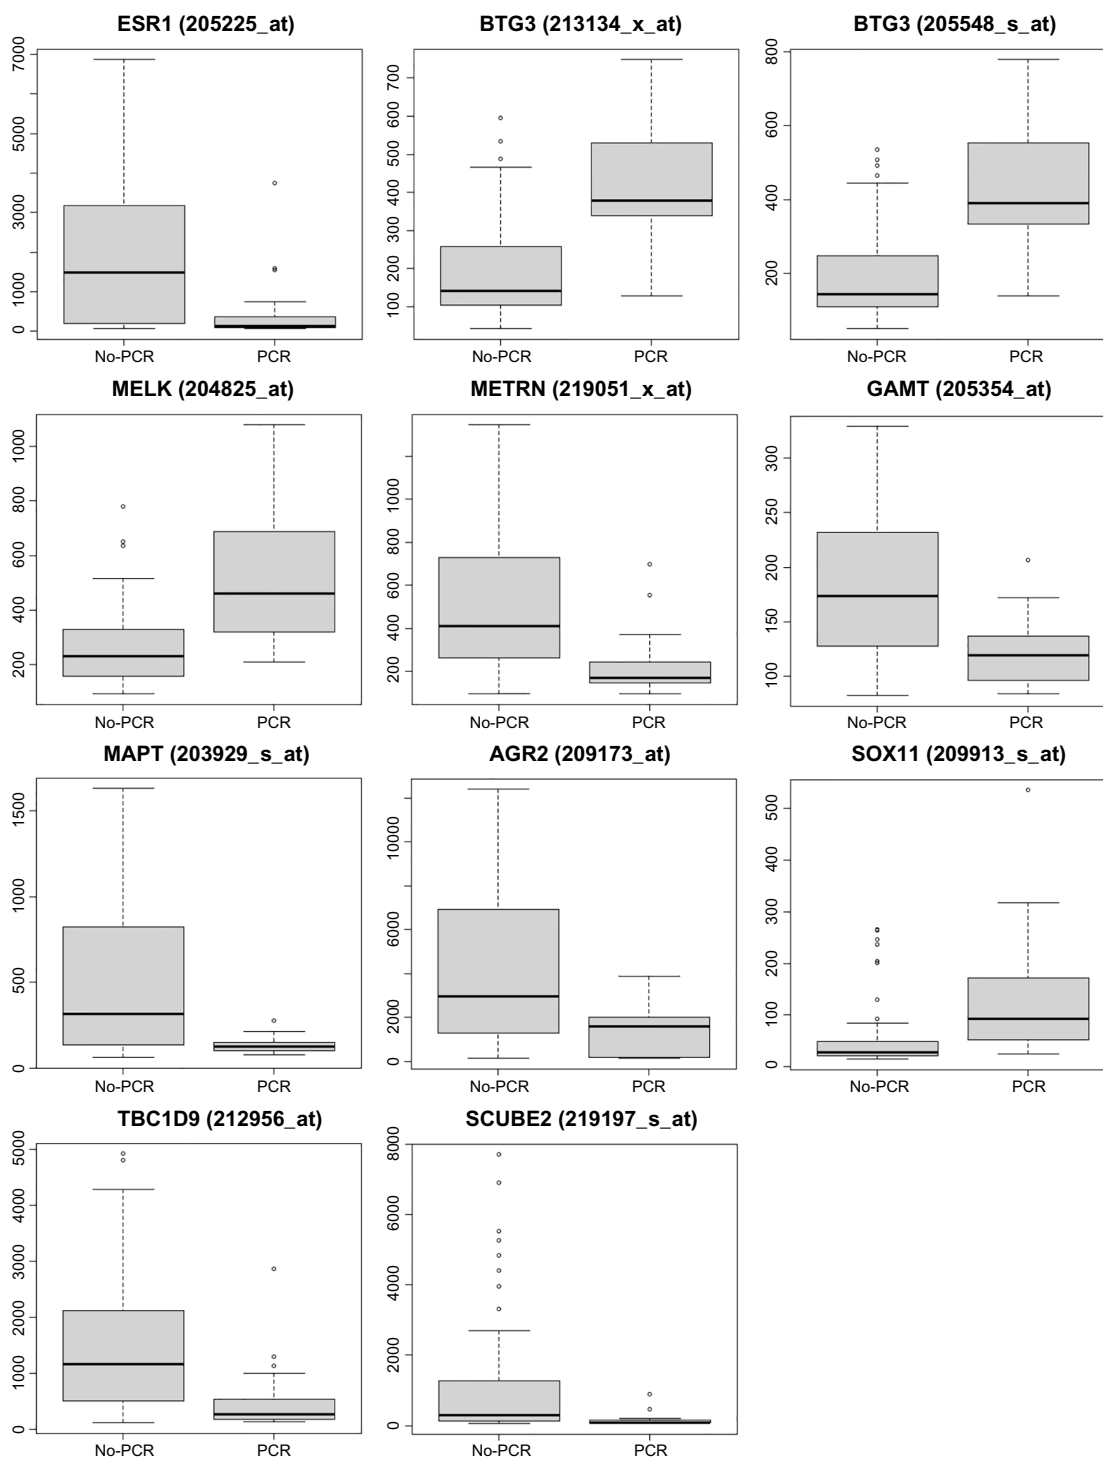 ESR1 (205225_at)
BTG3 (213134_x_at)
BTG3 (205548_s_at)
7000
5000
3000
1000
0
No-PCR
PCR
700
600
500
400
300
200
100
No-PCR
PCR
800
600
400
200
No-PCR
PCR
MELK (204825_at)
METRN (219051_x_at)
GAMT (205354_at)
1000
800
600
400
200
No-PCR
PCR
1000
800
600
400
200
No-PCR
PCR
300
250
200
150
100
No-PCR
PCR
MAPT (203929_s_at)
AGR2 (209173_at)
SOX11 (209913_s_at)
1500
1000
500
0
No-PCR
PCR
10000
6000
2000
0
No-PCR
PCR
500
400
300
200
100
0
No-PCR
PCR
TBC1D9 (212956_at)
SCUBE2 (219197_s_at)
5000
4000
3000
2000
1000
0
No-PCR
PCR
8000
6000
4000
2000
0
No-PCR
PCR